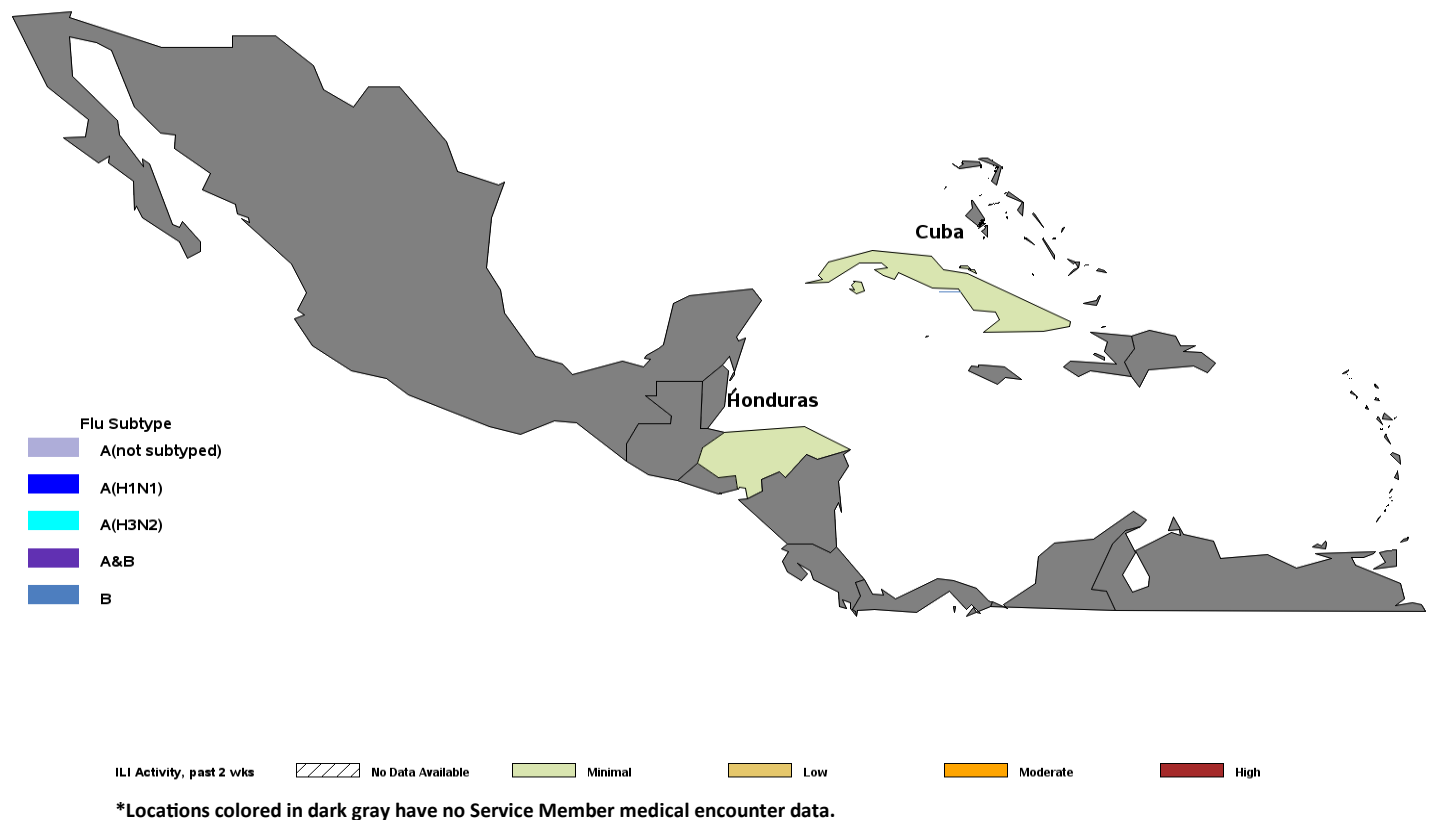 Cuba
Honduras
Flu Subtype
A(not subtyped)
A(H1N1)
A(H3N2)
A&B
B
ILI Activity, past 2 wks No Data Available Minimal Low Moderate High
*Locations colored in dark gray have no Service Member medical encounter data.